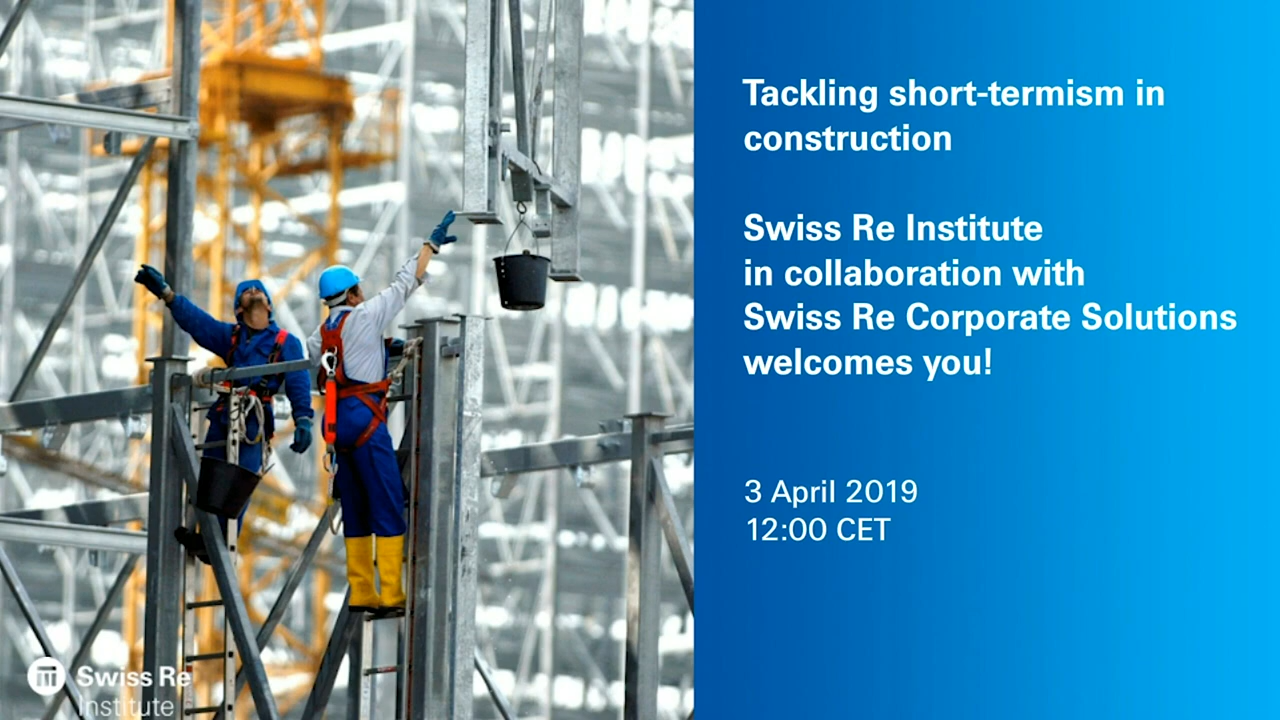 Tackling short-termism in
construction
Swiss Re Institute
in collaboration with
Swiss Re Corporate Solutions
welcomes you!
3 April 2019
12:00 CET
Swiss Re
Institute